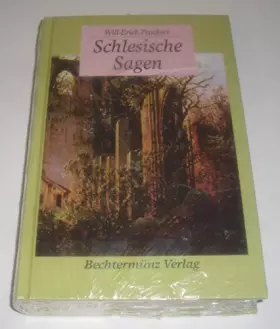 Will-Erich Peuckert
Schlesische
Sagen
Bechtermünz Verlag